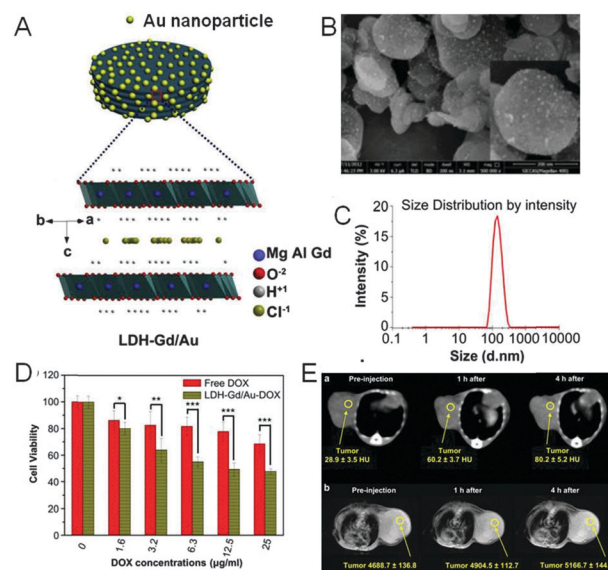 A
Au nanoparticle
b
a
c
Mg Al Gd
O-2
H+1
Cl-1
LDH-Gd/Au
B
C
Size Distribution by intensity
Intensity (%)
20
15
10
5
0
0.1 1 10 100 1000 10000
Size (d.nm)
D
Free DOX
LDH-Gd/Au-DOX
Cell Viability
120
100
80
60
40
20
0
* ** *** *** ***
0 1.6 3.2 6.3 12.5 25
DOX concentrations (μg/ml)
E
a
Pre-injection 1 h after 4 h after
Tumor Tumor Tumor
28.9 ± 3.5 HU 60.2 ± 3.7 HU 80.2 ± 5.2 HU
b
Pre-injection 1 h after 4 h after
Tumor 4688.7 ± 136.8 Tumor 4904.5 ± 112.7 Tumor 5166.7 ± 144